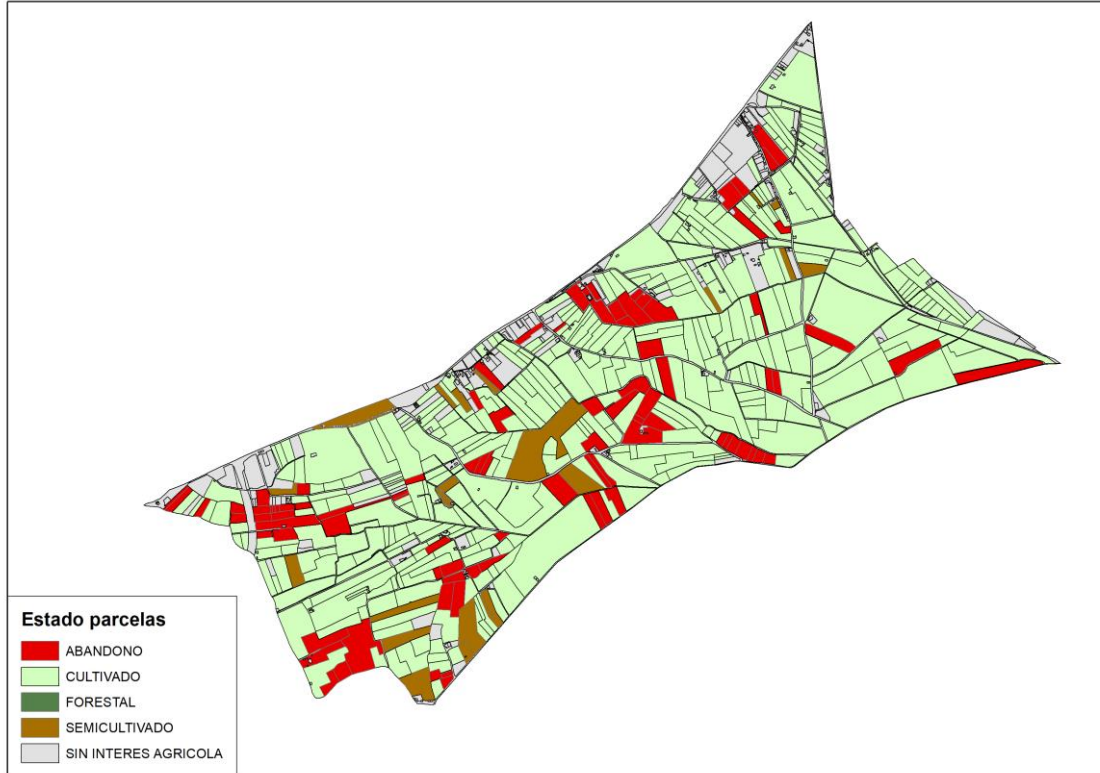 Estado parcelas
ABANDONO
CULTIVADO
FORESTAL
SEMICULTIVADO
SIN INTERES AGRICOLA